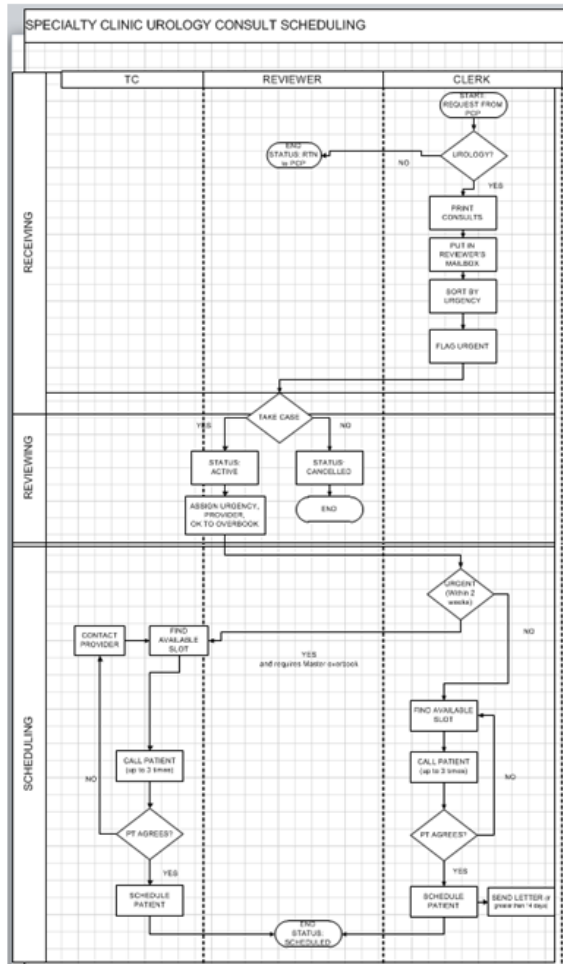 SPECIALTY CLINIC UROLOGY CONSULT SCHEDULING
TC
REVIEWER
CLERK
RECEIVING
START:
REQUEST FROM
PCP
UROLOGY?
NO
END
STATUS: RTN
to PCP
YES
PRINT
CONSULTS
PUT IN
REVIEWER'S
MAILBOX
SORT BY
URGENCY
FLAG URGENT
REVIEWING
TAKE CASE
YES
NO
STATUS:
ACTIVE
STATUS:
CANCELLED
ASSIGN URGENCY,
PROVIDER,
OK TO OVERBOOK
END
SCHEDULING
URGENT
(Within 2
weeks)
NO
YES
and requires Master overbook
CONTACT
PROVIDER
FIND
AVAILABLE
SLOT
FIND AVAILABLE
SLOT
CALL PATIENT
(up to 3 times)
CALL PATIENT
(up to 3 times)
NO
NO
PT AGREES?
PT AGREES?
YES
YES
SCHEDULE
PATIENT
SCHEDULE
PATIENT
SEND LETTER (if
greater than 14 days)
END
STATUS:
SCHEDULED